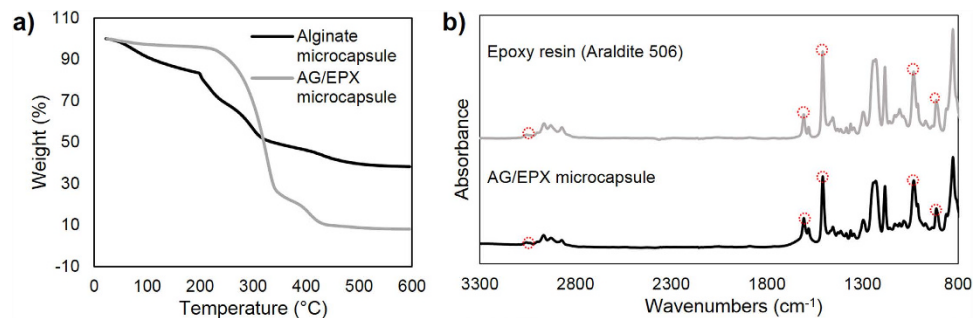 a)
110
90
70
50
30
10
-10
Weight (%)
0
100
200
300
400
500
600
Temperature (°C)
Alginate
microcapsule
AG/EPX
microcapsule
b)
Absorbance
Epoxy resin (Araldite 506)
AG/EPX microcapsule
3300
2800
2300
1800
1300
800
Wavenumbers (cm⁻¹)